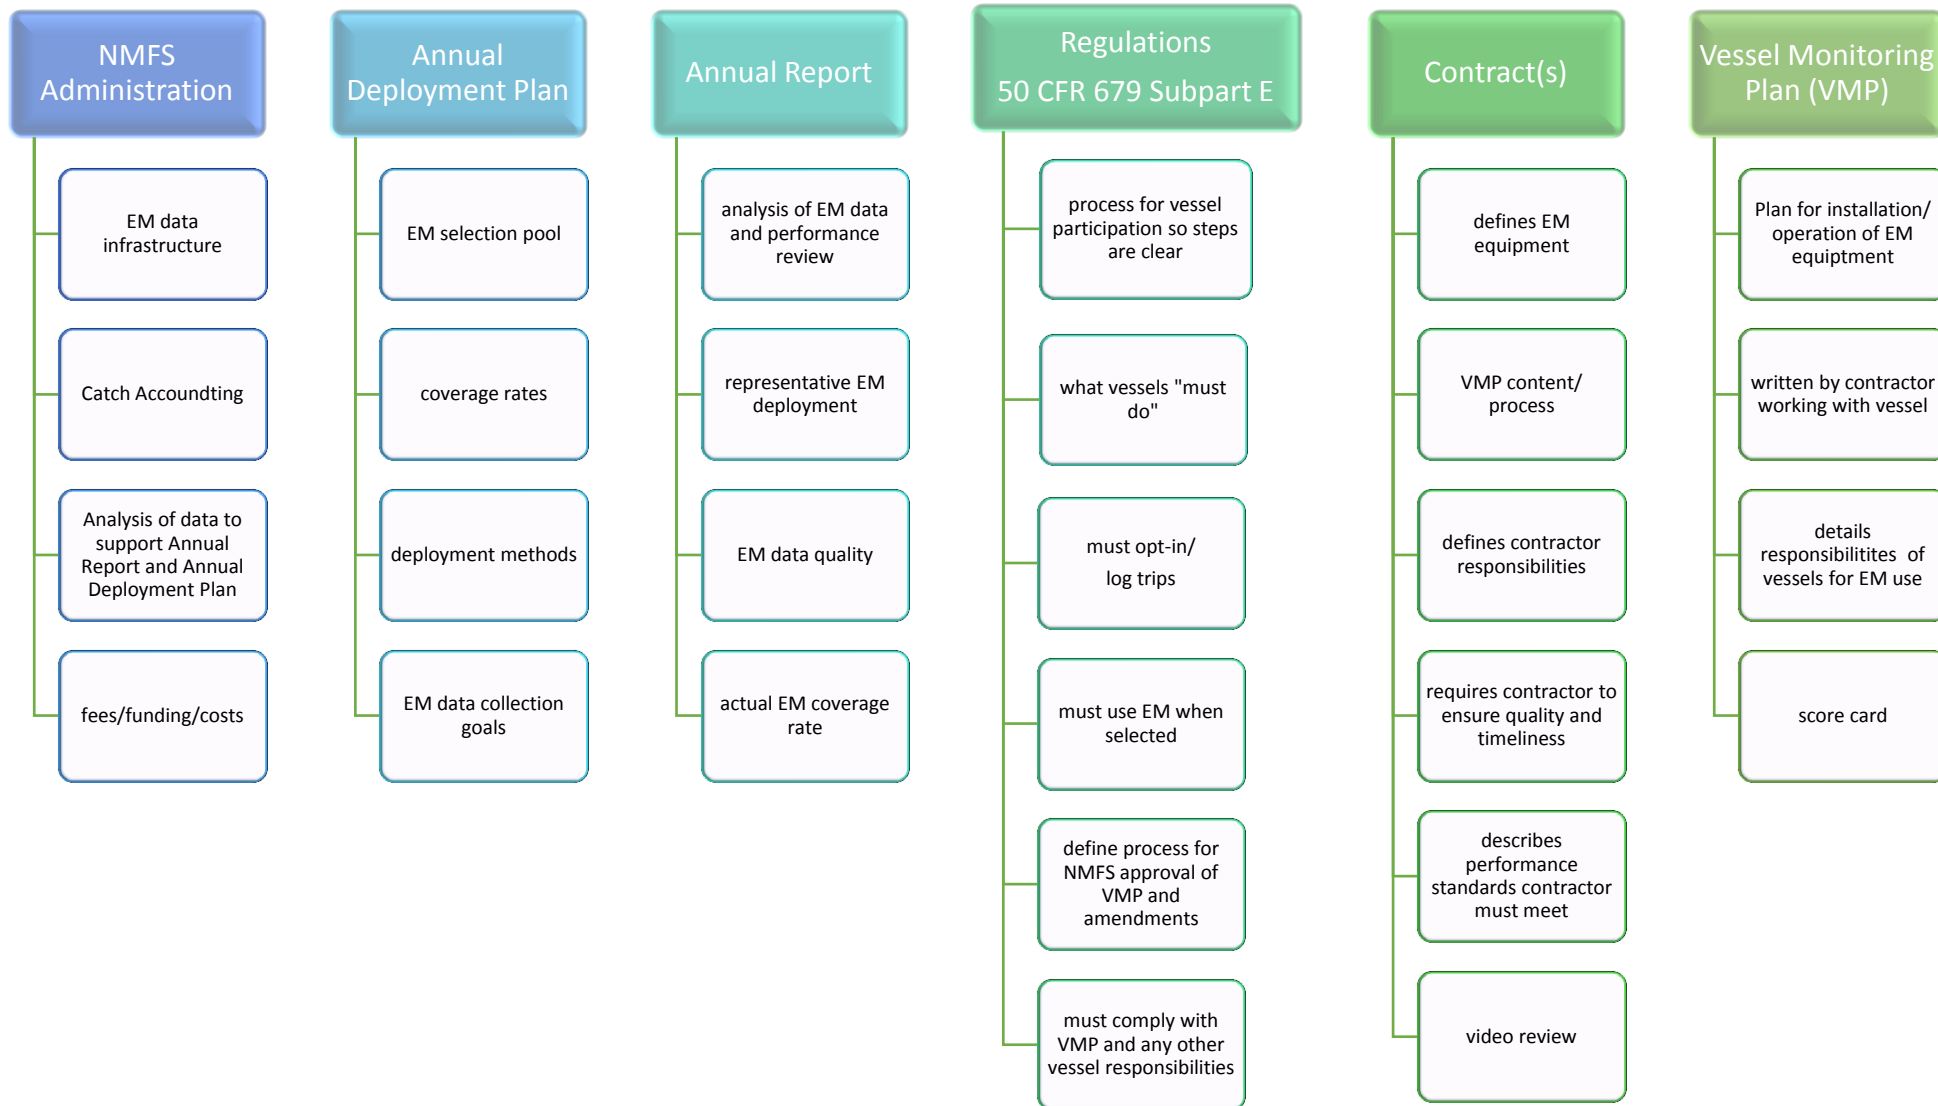 NMFS
Administration
EM data
infrastructure
Catch Accoundting
Analysis of data to
support Annual
Report and Annual
Deployment Plan
fees/funding/costs
Annual
Deployment Plan
EM selection pool
coverage rates
deployment methods
EM data collection
goals
Annual Report
analysis of EM data
and performance
review
representative EM
deployment
EM data quality
actual EM coverage
rate
Regulations
50 CFR 679 Subpart E
process for vessel
participation so steps
are clear
what vessels "must
do"
must opt-in/
log trips
must use EM when
selected
define process for
NMFS approval of
VMP and
amendments
must comply with
VMP and any other
vessel responsibilities
Contract(s)
defines EM
equipment
VMP content/
process
defines contractor
responsibilities
requires contractor to
ensure quality and
timeliness
describes
performance
standards contractor
must meet
video review
Vessel Monitoring
Plan (VMP)
Plan for installation/
operation of EM
equiptment
written by contractor
working with vessel
details
responsibilitites of
vessels for EM use
score card